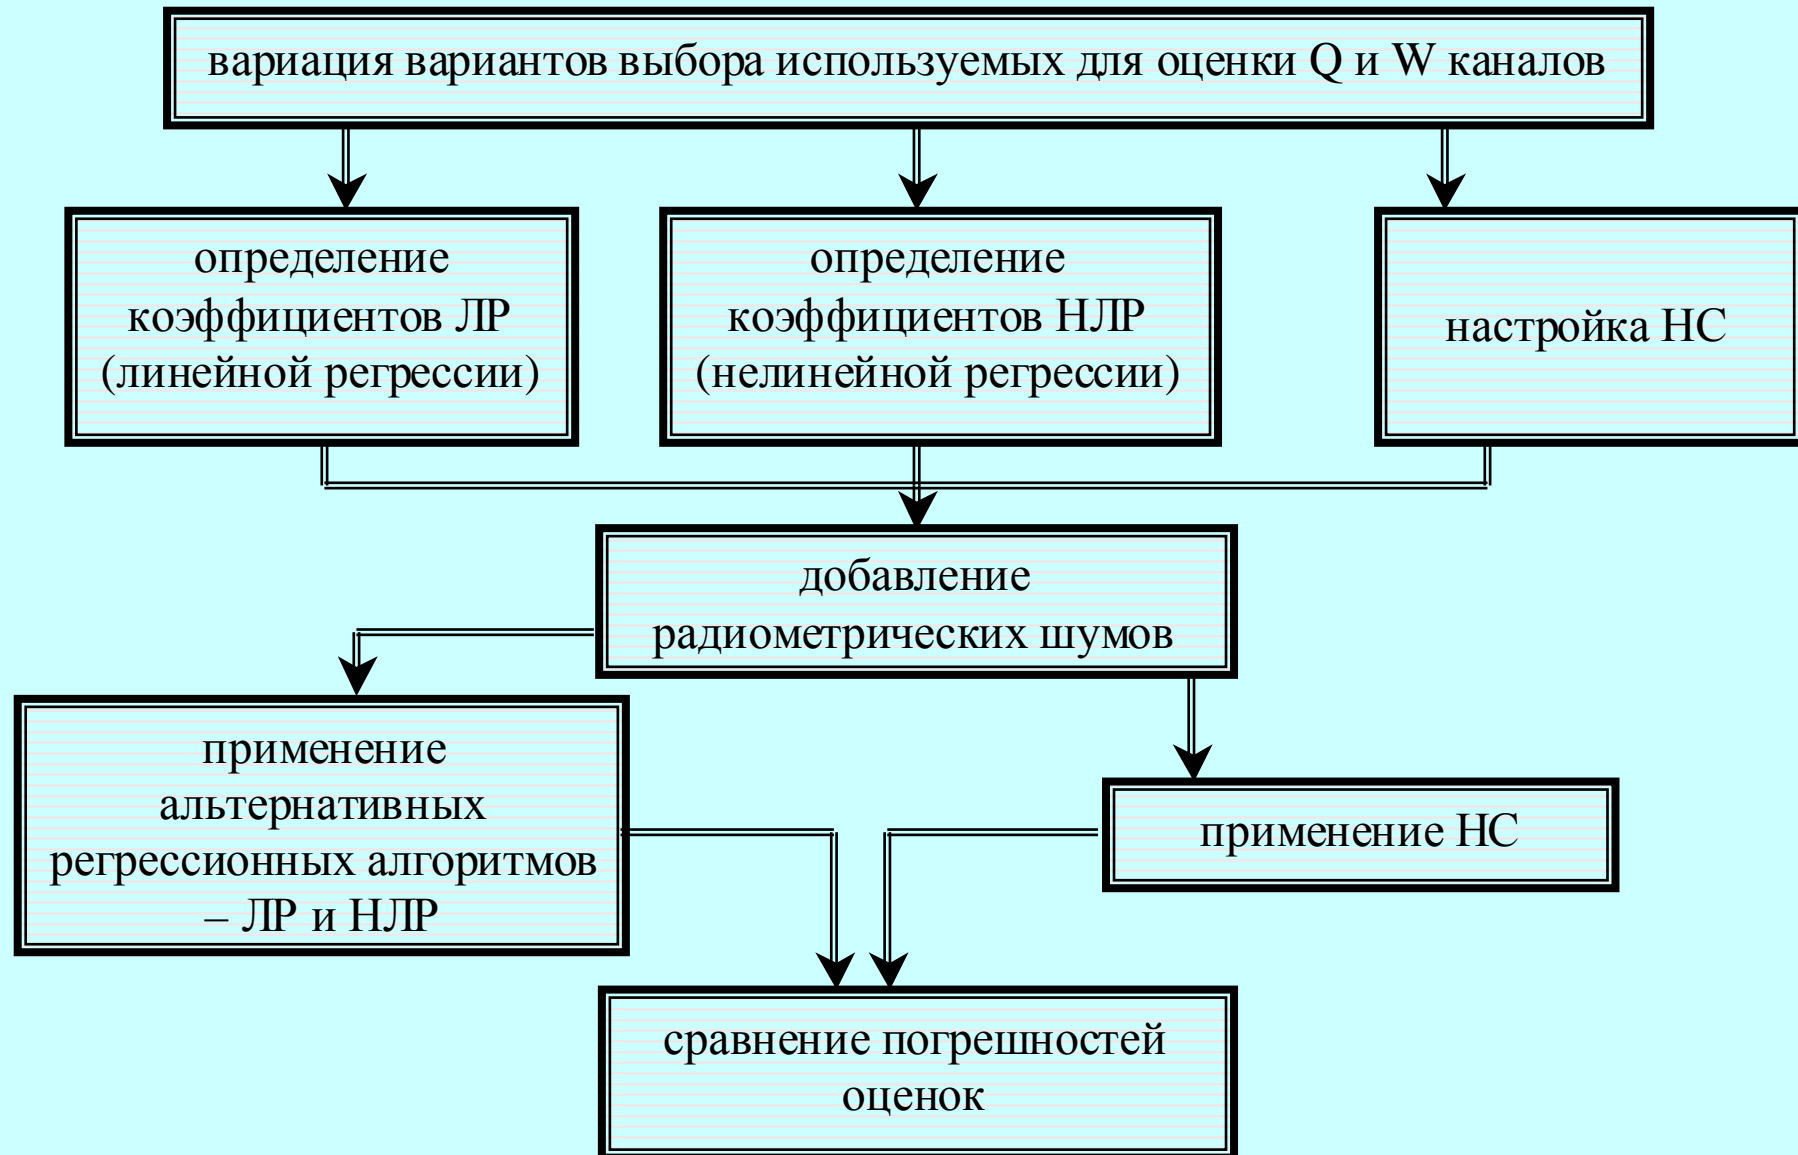 вариация вариантов выбора используемых для оценки Q и W каналов
определение
коэффициентов ЛР
(линейной регрессии)
определение
коэффициентов НЛР
(нелинейной регрессии)
настройка НС
добавление
радиометрических шумов
применение
альтернативных
регрессионных алгоритмов
– ЛР и НЛР
применение НС
сравнение погрешностей
оценок